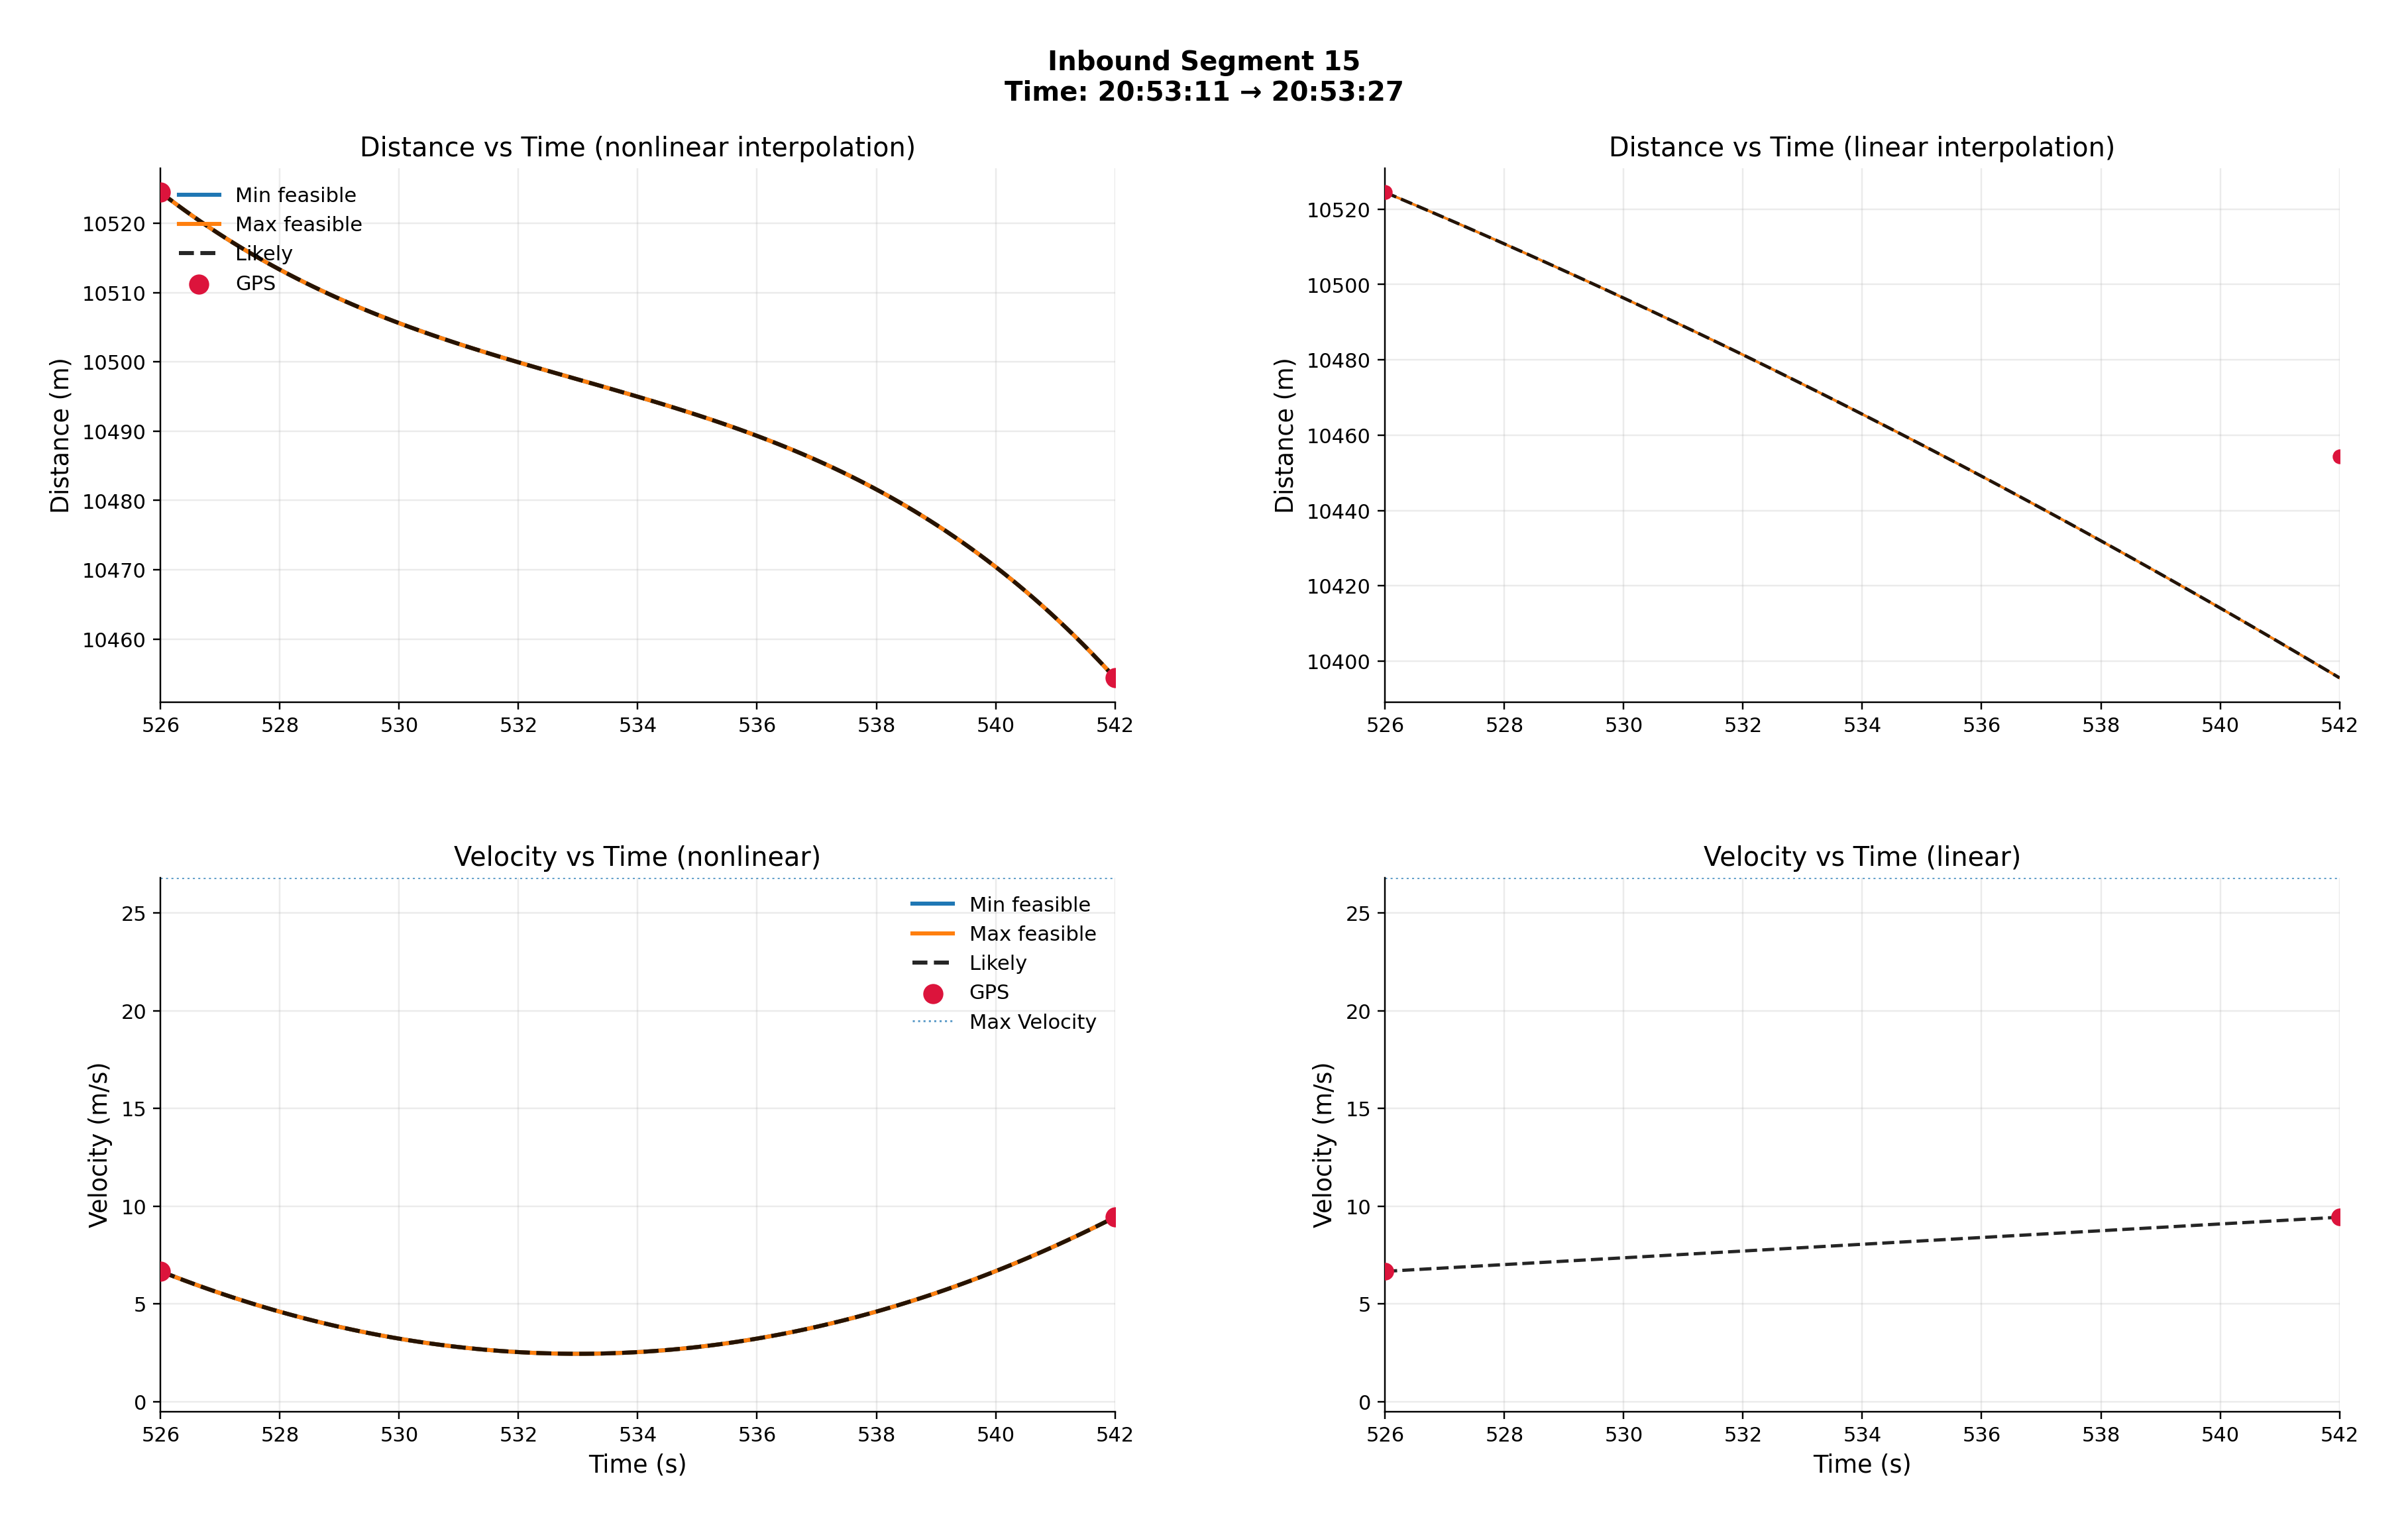 Inbound Segment 15
Time: 20:53:11 → 20:53:27
Distance vs Time (nonlinear interpolation)
Distance (m)
10520
10510
10500
10490
10480
10470
10460
Min feasible
Max feasible
Likely
GPS
526 528 530 532 534 536 538 540 542
Distance vs Time (linear interpolation)
Distance (m)
10520
10500
10480
10460
10440
10420
10400
526 528 530 532 534 536 538 540 542
Velocity vs Time (nonlinear)
Velocity (m/s)
25
20
15
10
5
0
Min feasible
Max feasible
Likely
GPS
Max Velocity
526 528 530 532 534 536 538 540 542
Time (s)
Velocity vs Time (linear)
Velocity (m/s)
25
20
15
10
5
0
526 528 530 532 534 536 538 540 542
Time (s)